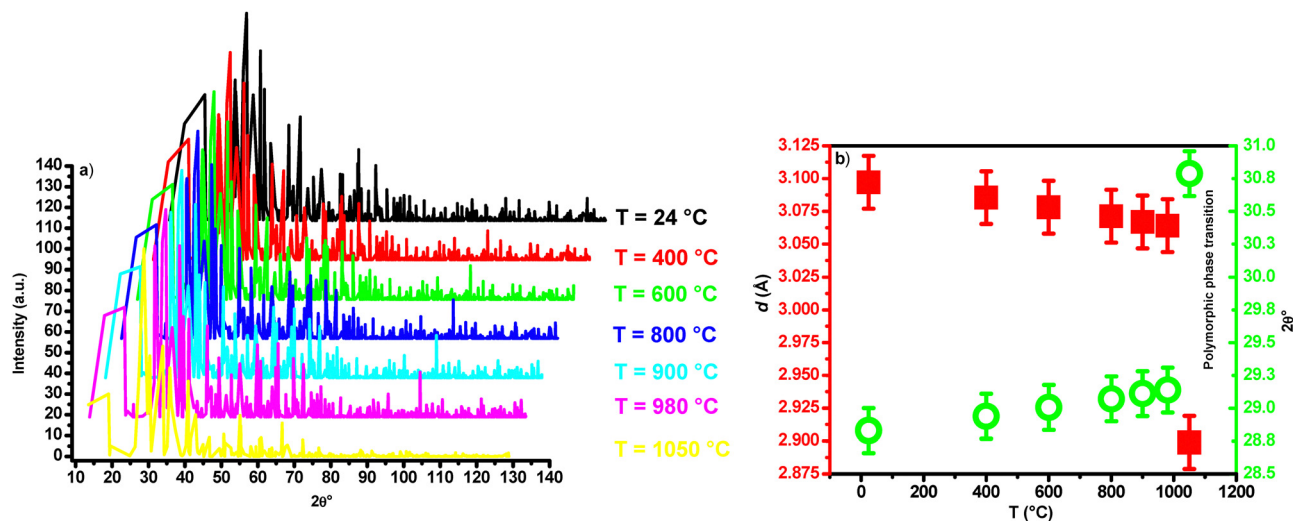 a)
140
130
120
110
100
90
80
70
60
50
40
30
20
10
0
Intensity (a.u.)
10 20 30 40 50 60 70 80 90 100 110 120 130 140
2θ°
T = 24 °C
T = 400 °C
T = 600 °C
T = 800 °C
T = 900 °C
T = 980 °C
T = 1050 °C
b)
3.125
3.100
3.075
3.050
3.025
3.000
2.975
2.950
2.925
2.900
2.875
d (Å)
0 200 400 600 800 1000 1200
T (°C)
Polymorphic phase transition
31.0
30.8
30.5
30.3
30.0
29.8
29.5
29.3
29.0
28.8
28.5
2θ°